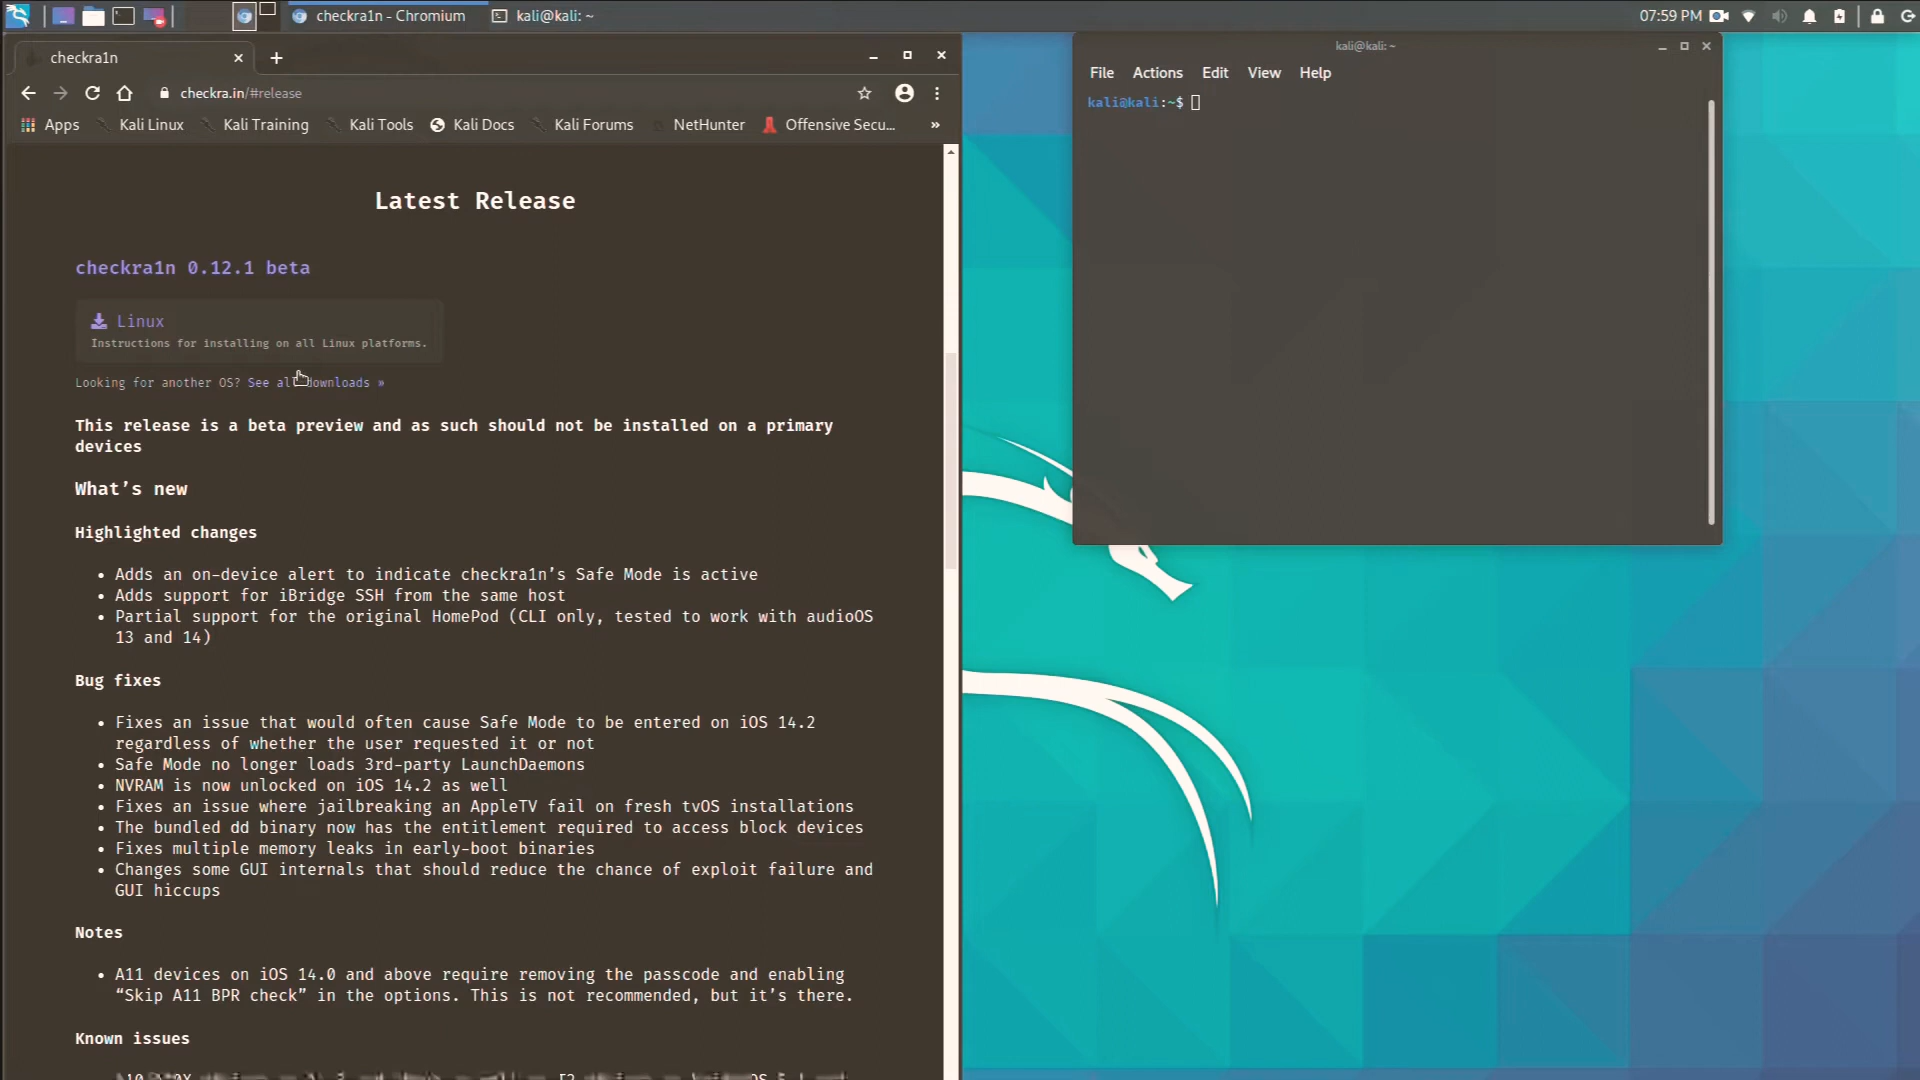 checkra1n - Chromium
kali@kali: ~
07:59 PM
checkra1n
checkra.in/#release
Apps
Kali Linux
Kali Training
Kali Tools
Kali Docs
Kali Forums
NetHunter
Offensive Secu...
»
Latest Release
checkra1n 0.12.1 beta
Linux
Instructions for installing on all Linux platforms.
Looking for another OS? See all downloads »
This release is a beta preview and as such should not be installed on a primary
devices
What's new
Highlighted changes
• Adds an on-device alert to indicate checkra1n's Safe Mode is active
• Adds support for iBridge SSH from the same host
• Partial support for the original HomePod (CLI only, tested to work with audioOS
13 and 14)
Bug fixes
• Fixes an issue that would often cause Safe Mode to be entered on iOS 14.2
regardless of whether the user requested it or not
• Safe Mode no longer loads 3rd-party LaunchDaemons
• NVRAM is now unlocked on iOS 14.2 as well
• Fixes an issue where jailbreaking an AppleTV fail on fresh tvOS installations
• The bundled dd binary now has the entitlement required to access block devices
• Fixes multiple memory leaks in early-boot binaries
• Changes some GUI internals that should reduce the chance of exploit failure and
GUI hiccups
Notes
• A11 devices on iOS 14.0 and above require removing the passcode and enabling
“Skip A11 BPR check” in the options. This is not recommended, but it's there.
Known issues
kali@kali: ~
File
Actions
Edit
View
Help
kali@kali:~$